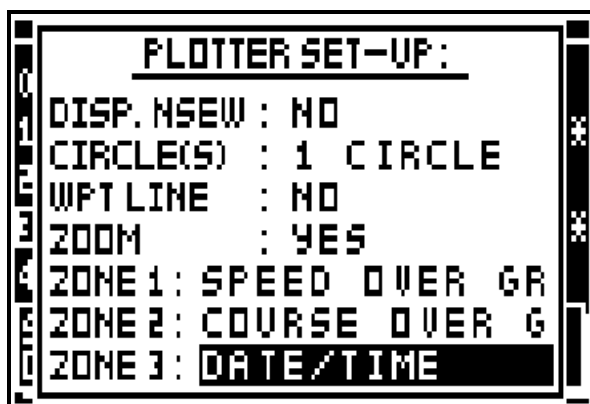 PLOTTER SET-UP:
DISP. NSEW : NO
CIRCLE(S) : 1 CIRCLE
WPT LINE : NO
ZOOM : YES
ZONE 1: SPEED OVER GR
ZONE 2: COURSE OVER G
ZONE 3: DATE/TIME